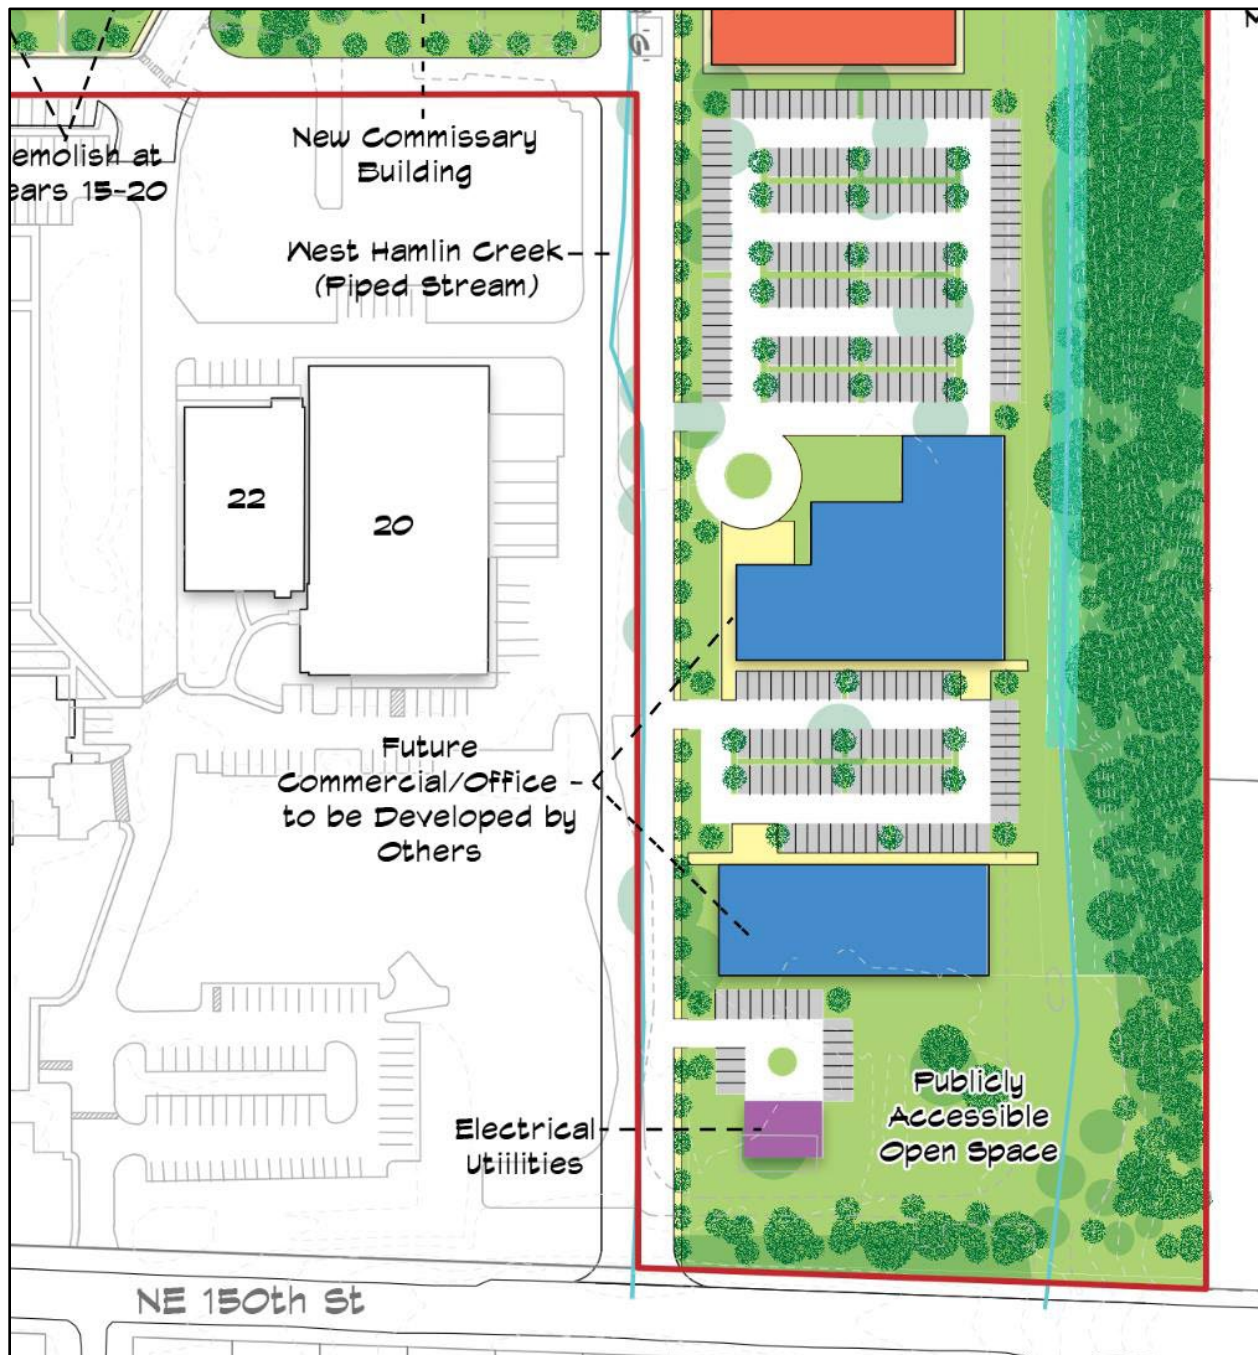 M
emolish at
ears 15-20
New Commissary
Building
West Hamlin Creek
(Piped Stream)
22
20
Future
Commercial/Office
to be Developed by
Others
Electrical
Utiilities
Publicly
Accessible
Open Space
NE 150th St